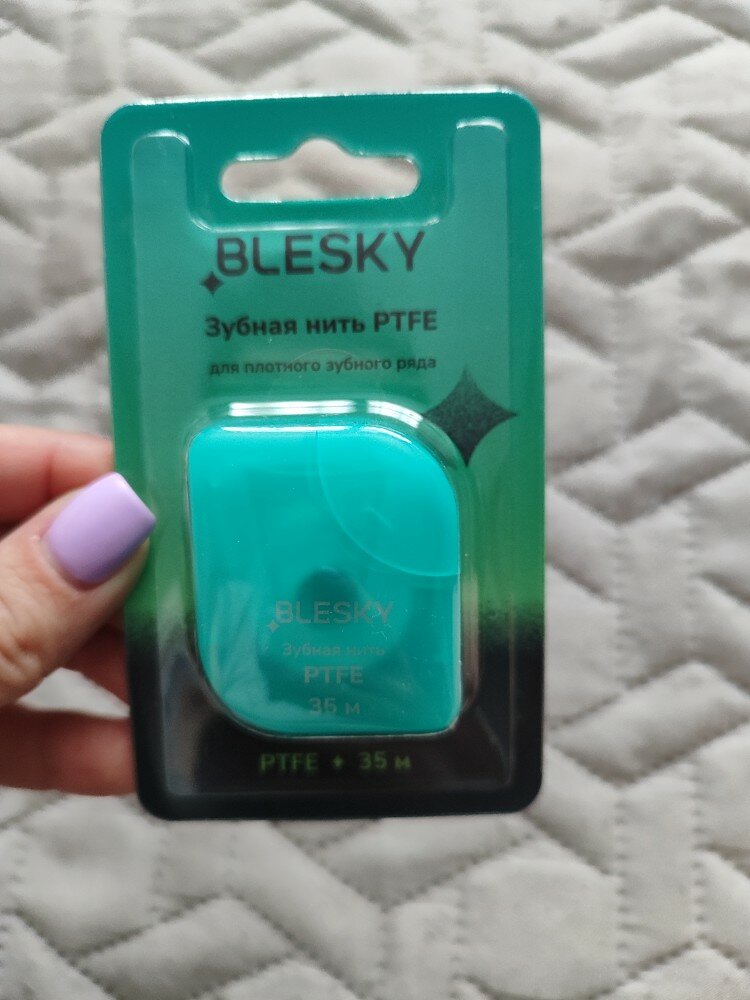 BLESKY
Зубная нить PTFE
для плотного зубного ряда
BLESKY
Зубная нить
PTFE
35 м
PTFE + 35 м